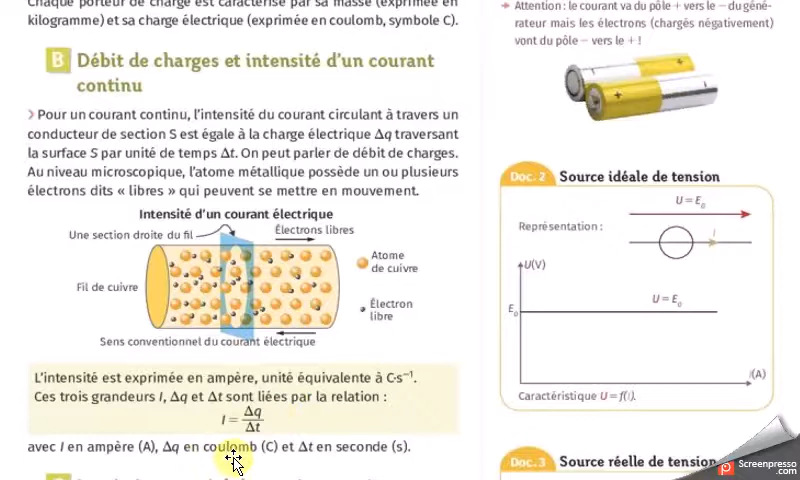 Chaque porteur de charge est caractérisé par sa masse (exprimée en
kilogramme) et sa charge électrique (exprimée en coulomb, symbole C).
B Débit de charges et intensité d'un courant
continu
› Pour un courant continu, l'intensité du courant circulant à travers un
conducteur de section S est égale à la charge électrique Δq traversant
la surface S par unité de temps Δt. On peut parler de débit de charges.
Au niveau microscopique, l'atome métallique possède un ou plusieurs
électrons dits « libres » qui peuvent se mettre en mouvement.
Intensité d'un courant électrique
Une section droite du fil
Électrons libres
Atome
de cuivre
Fil de cuivre
Électron
libre
Sens conventionnel du courant électrique
L'intensité est exprimée en ampère, unité équivalente à C·s⁻¹.
Ces trois grandeurs I, Δq et Δt sont liées par la relation :
I = Δq/Δt
avec I en ampère (A), Δq en coulomb (C) et Δt en seconde (s).
→ Attention : le courant va du pôle + vers le − du géné-
rateur mais les électrons (chargés négativement)
vont du pôle − vers le + !
Doc. 2 Source idéale de tension
U = E₀
Représentation :
I
U(V)
U = E₀
E₀
I(A)
Caractéristique U = f(I).
Doc. 3 Source réelle de tension
Screenpresso
.com